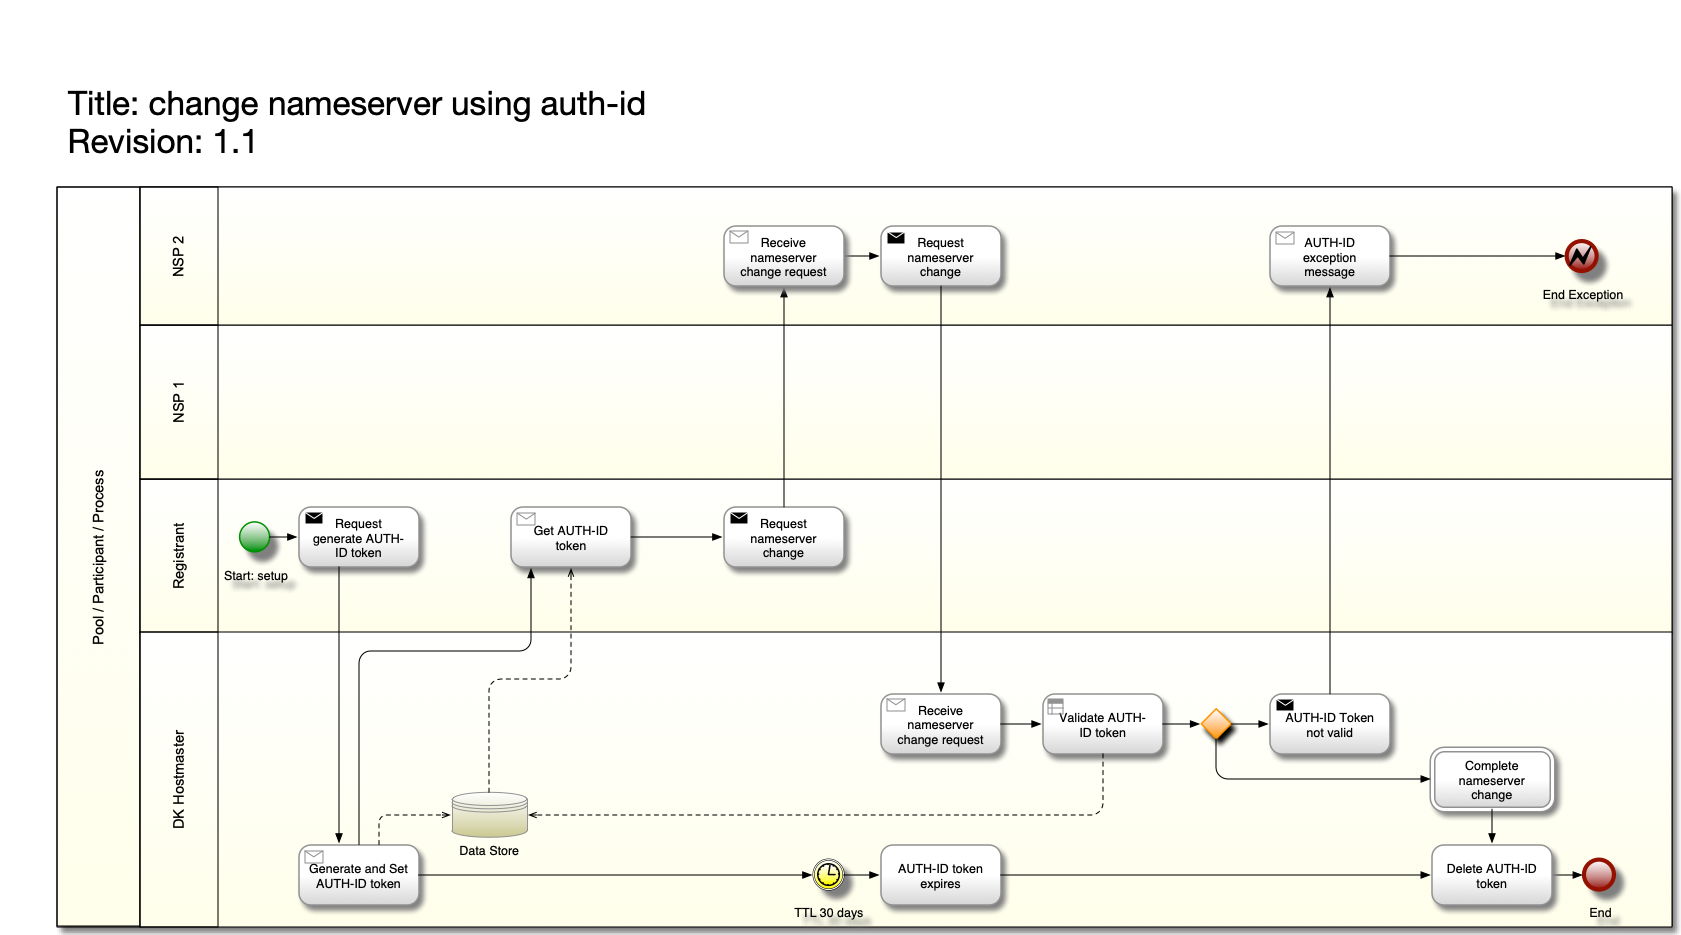 Title: change nameserver using auth-id
Revision: 1.1
Pool / Participant / Process
NSP 2
Receive
nameserver
change request
Request
nameserver
change
AUTH-ID
exception
message
End Exception
NSP 1
Registrant
Start: setup
Request
generate AUTH-
ID token
Get AUTH-ID
token
Request
nameserver
change
DK Hostmaster
Receive
nameserver
change request
Validate AUTH-
ID token
AUTH-ID Token
not valid
Complete
nameserver
change
Data Store
Generate and Set
AUTH-ID token
TTL 30 days
AUTH-ID token
expires
Delete AUTH-ID
token
End